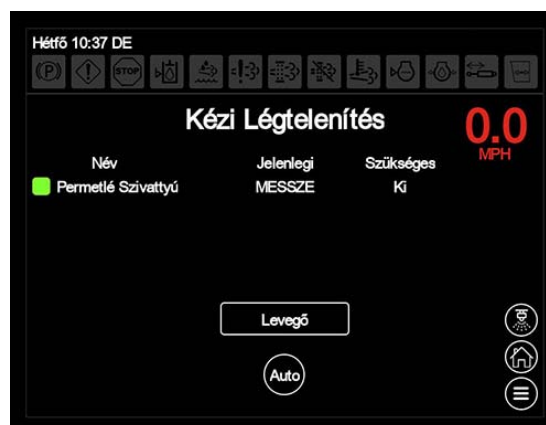 Hétfő 10:37 DE
STOP
Kézi Légtelenítés
0.0
MPH
Név Jelenlegi Szükséges
Permetlé Szivattyú MESSZE Ki
Levegő
Auto